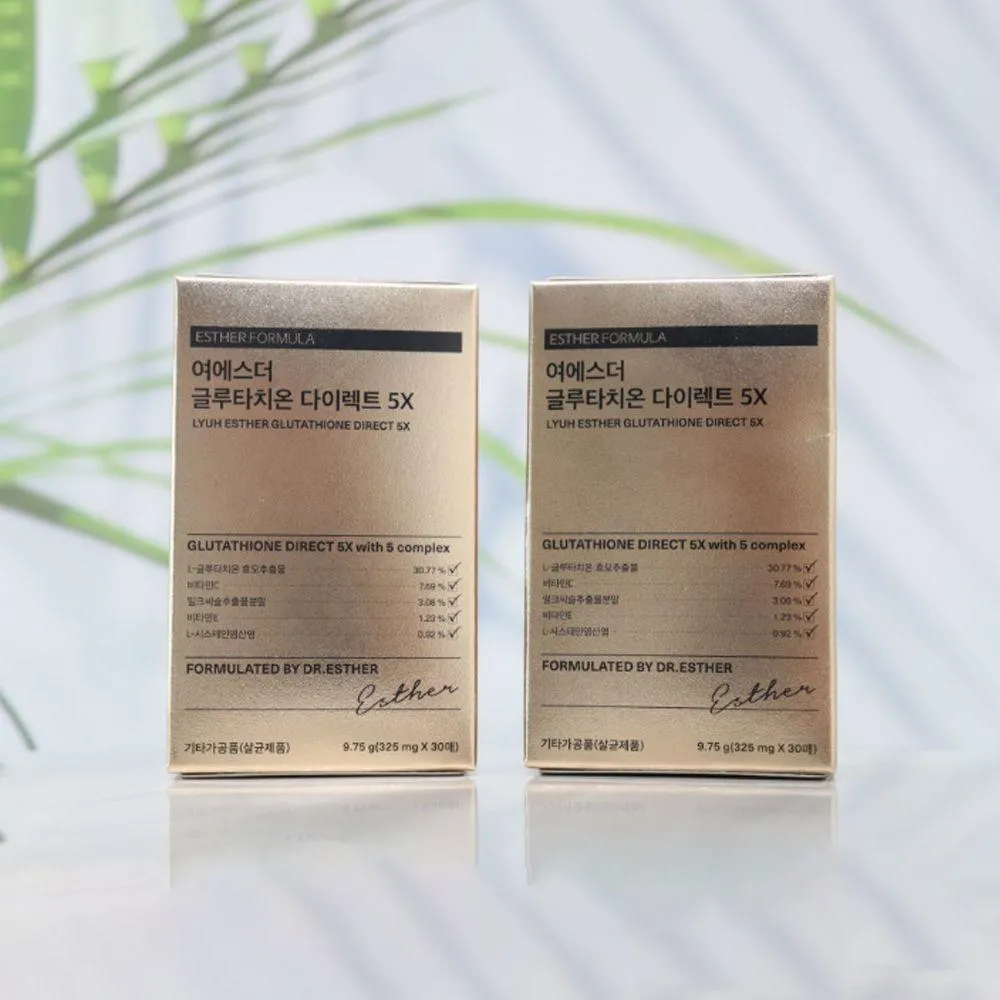 ESTHER FORMULA
여에스더
글루타치온 다이렉트 5X
LYUH ESTHER GLUTATHIONE DIRECT 5X
GLUTATHIONE DIRECT 5X with 5 complex
L-글루타치온 효모추출물 30.77 %
비타민C 7.69 %
밀크씨슬추출물분말 3.08 %
비타민E 1.23 %
L-시스테인염산염 0.92 %
FORMULATED BY DR.ESTHER
Esther
기타가공품(살균제품) 9.75 g(325 mg X 30매)
ESTHER FORMULA
여에스더
글루타치온 다이렉트 5X
LYUH ESTHER GLUTATHIONE DIRECT 5X
GLUTATHIONE DIRECT 5X with 5 complex
L-글루타치온 효모추출물 30.77 %
비타민C 7.69 %
밀크씨슬추출물분말 3.08 %
비타민E 1.23 %
L-시스테인염산염 0.92 %
FORMULATED BY DR.ESTHER
Esther
기타가공품(살균제품) 9.75 g(325 mg X 30매)